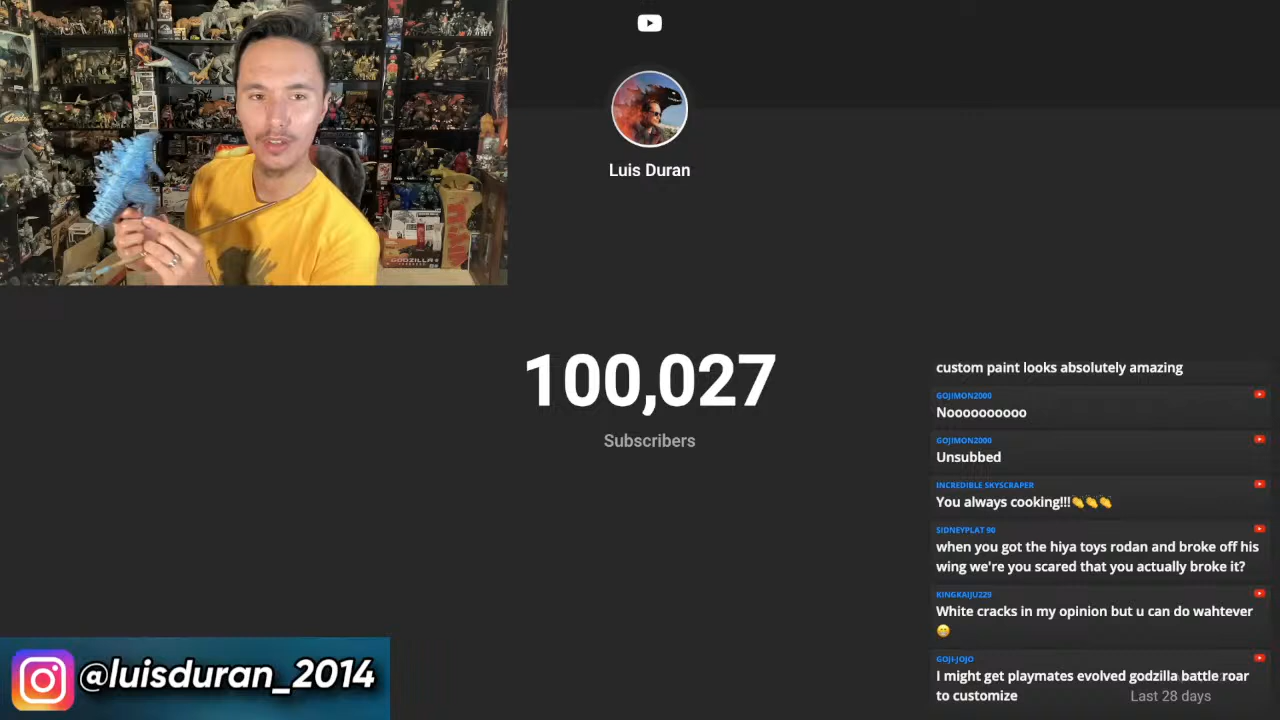 Luis Duran
100,027
Subscribers
custom paint looks absolutely amazing
GOJIMON2000
Noooooooooo
GOJIMON2000
Unsubbed
INCREDIBLE SKYSCRAPER
You always cooking!!!👏👏👏
SIDNEYPLAT 90
when you got the hiya toys rodan and broke off his
wing we're you scared that you actually broke it?
KINGKAIJU229
White cracks in my opinion but u can do wahtever
😁
GOJI-JOJO
I might get playmates evolved godzilla battle roar
to customize
Last 28 days
@luisduran_2014
GODZILLA